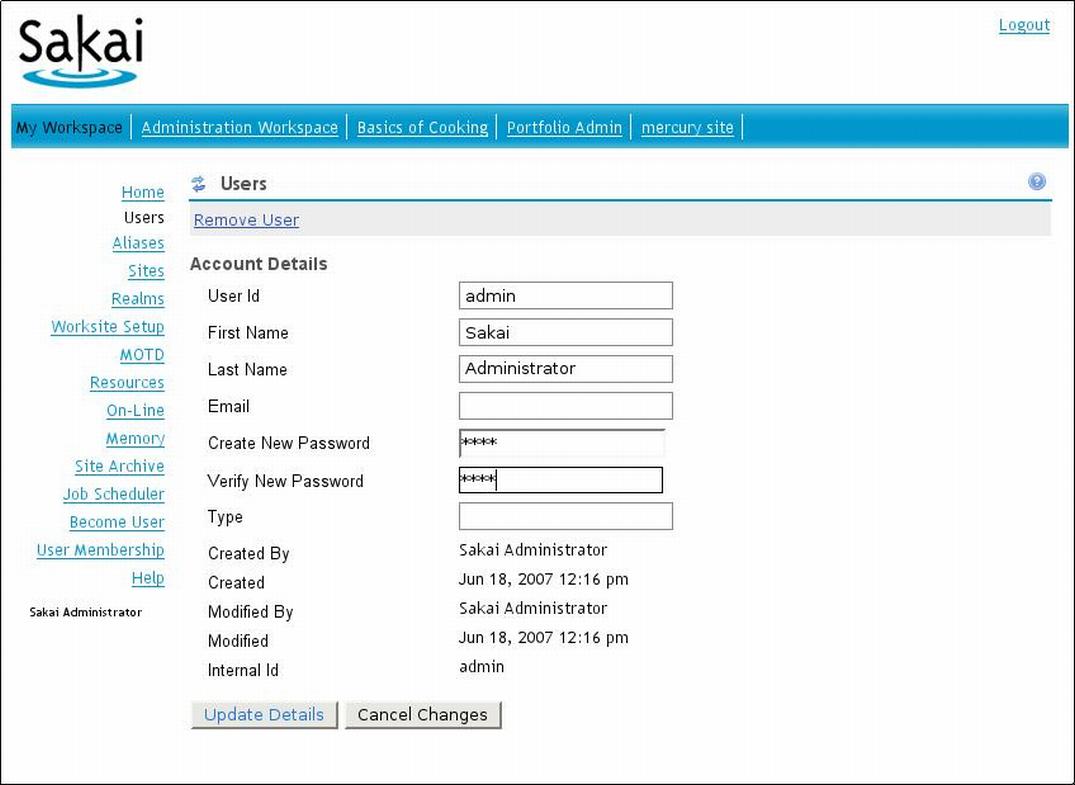 Sakai
Logout
My Workspace Administration Workspace Basics of Cooking Portfolio Admin mercury site
Home
Users
Aliases
Sites
Realms
Worksite Setup
MOTD
Resources
On-Line
Memory
Site Archive
Job Scheduler
Become User
User Membership
Help
Sakai Administrator
Users
?
Remove User
Account Details
User Id admin
First Name Sakai
Last Name Administrator
Email
Create New Password ****
Verify New Password ****
Type
Created By Sakai Administrator
Created Jun 18, 2007 12:16 pm
Modified By Sakai Administrator
Modified Jun 18, 2007 12:16 pm
Internal Id admin
Update Details Cancel Changes